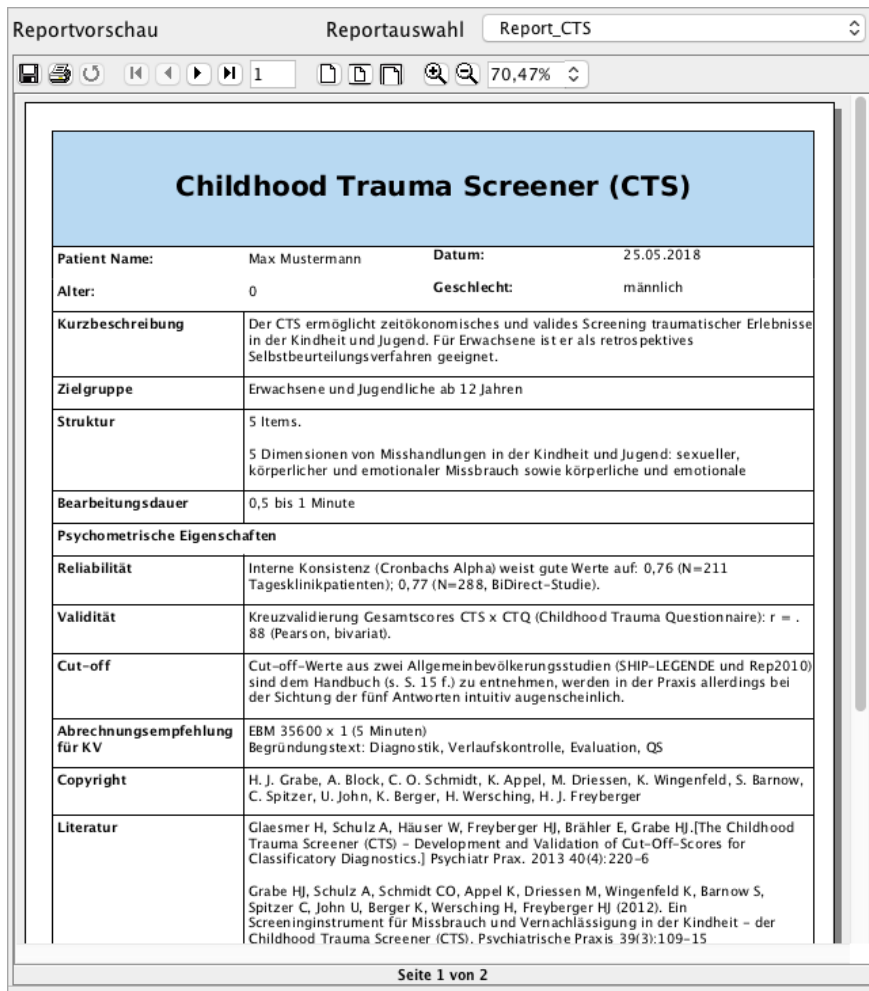 Reportvorschau Reportauswahl Report_CTS
1 70,47%
Childhood Trauma Screener (CTS)
Patient Name: Max Mustermann Datum: 25.05.2018
Alter: 0 Geschlecht: männlich
Kurzbeschreibung Der CTS ermöglicht zeitökonomisches und valides Screening traumatischer Erlebnisse
in der Kindheit und Jugend. Für Erwachsene ist er als retrospektives
Selbstbeurteilungsverfahren geeignet.
Zielgruppe Erwachsene und Jugendliche ab 12 Jahren
Struktur 5 Items.
5 Dimensionen von Misshandlungen in der Kindheit und Jugend: sexueller,
körperlicher und emotionaler Missbrauch sowie körperliche und emotionale
Bearbeitungsdauer 0,5 bis 1 Minute
Psychometrische Eigenschaften
Reliabilität Interne Konsistenz (Cronbachs Alpha) weist gute Werte auf: 0,76 (N=211
Tagesklinikpatienten); 0,77 (N=288, BiDirect-Studie).
Validität Kreuzvalidierung Gesamtscores CTS x CTQ (Childhood Trauma Questionnaire): r = .
88 (Pearson, bivariat).
Cut-off Cut-off-Werte aus zwei Allgemeinbevölkerungsstudien (SHIP-LEGENDE und Rep2010)
sind dem Handbuch (s. S. 15 f.) zu entnehmen, werden in der Praxis allerdings bei
der Sichtung der fünf Antworten intuitiv augenscheinlich.
Abrechnungsempfehlung EBM 35600 x 1 (5 Minuten)
für KV Begründungstext: Diagnostik, Verlaufskontrolle, Evaluation, QS
Copyright H. J. Grabe, A. Block, C. O. Schmidt, K. Appel, M. Driessen, K. Wingenfeld, S. Barnow,
C. Spitzer, U. John, K. Berger, H. Wersching, H. J. Freyberger
Literatur Glaesmer H, Schulz A, Häuser W, Freyberger HJ, Brähler E, Grabe HJ.[The Childhood
Trauma Screener (CTS) – Development and Validation of Cut-Off-Scores for
Classificatory Diagnostics.] Psychiatr Prax. 2013 40(4):220-6
Grabe HJ, Schulz A, Schmidt CO, Appel K, Driessen M, Wingenfeld K, Barnow S,
Spitzer C, John U, Berger K, Wersching H, Freyberger HJ (2012). Ein
Screeninginstrument für Missbrauch und Vernachlässigung in der Kindheit – der
Childhood Trauma Screener (CTS). Psychiatrische Praxis 39(3):109-15
Seite 1 von 2